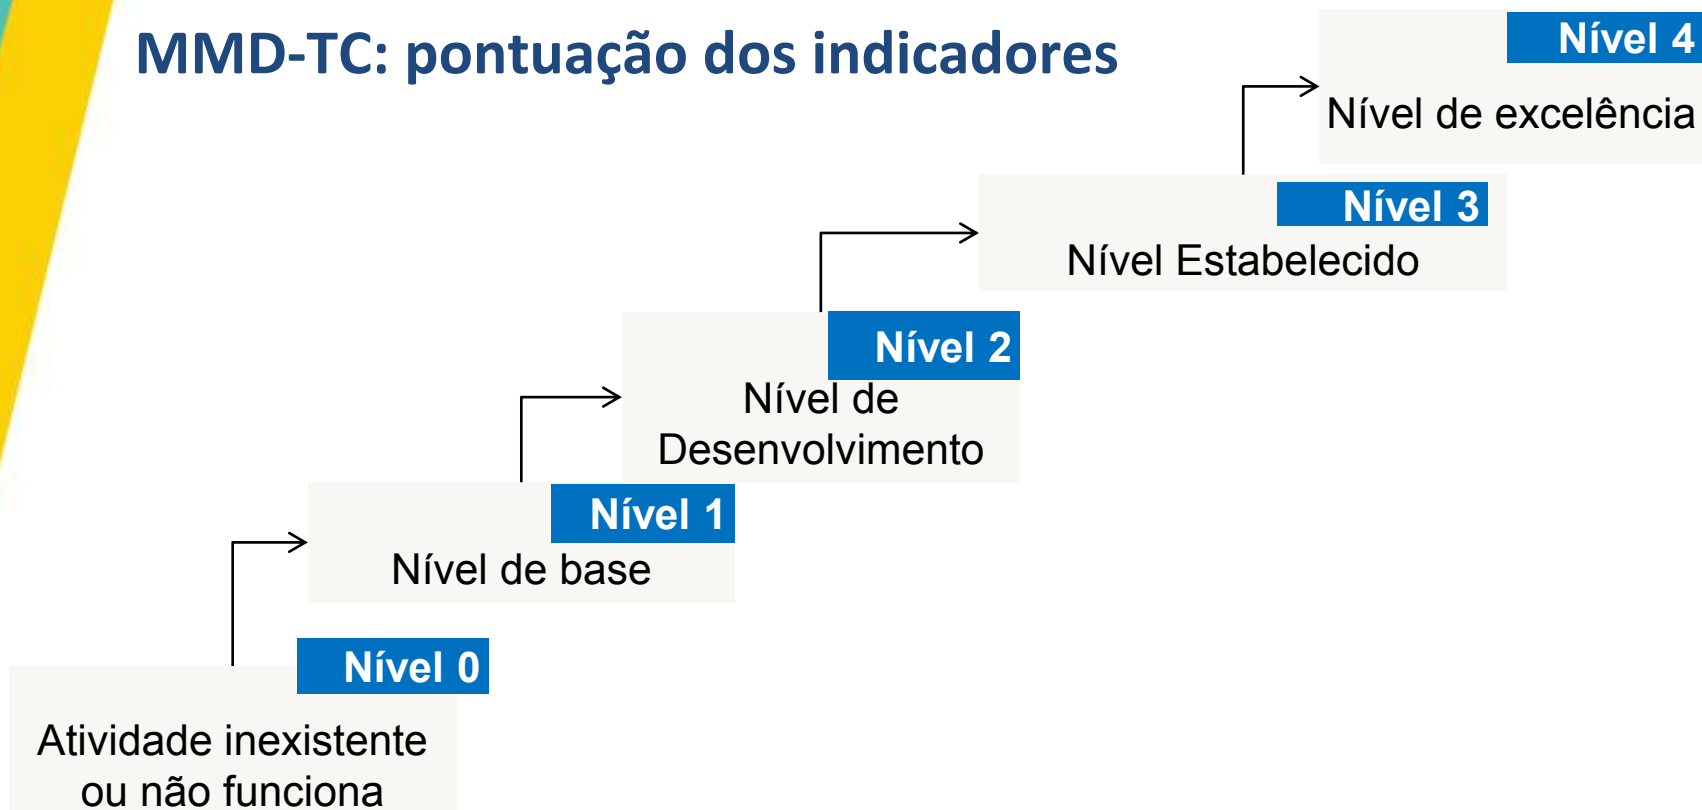 MMD-TC: pontuação dos indicadores
Nível 4
Nível de excelência
Nível 3
Nível Estabelecido
Nível 2
Nível de
Desenvolvimento
Nível 1
Nível de base
Nível 0
Atividade inexistente
ou não funciona